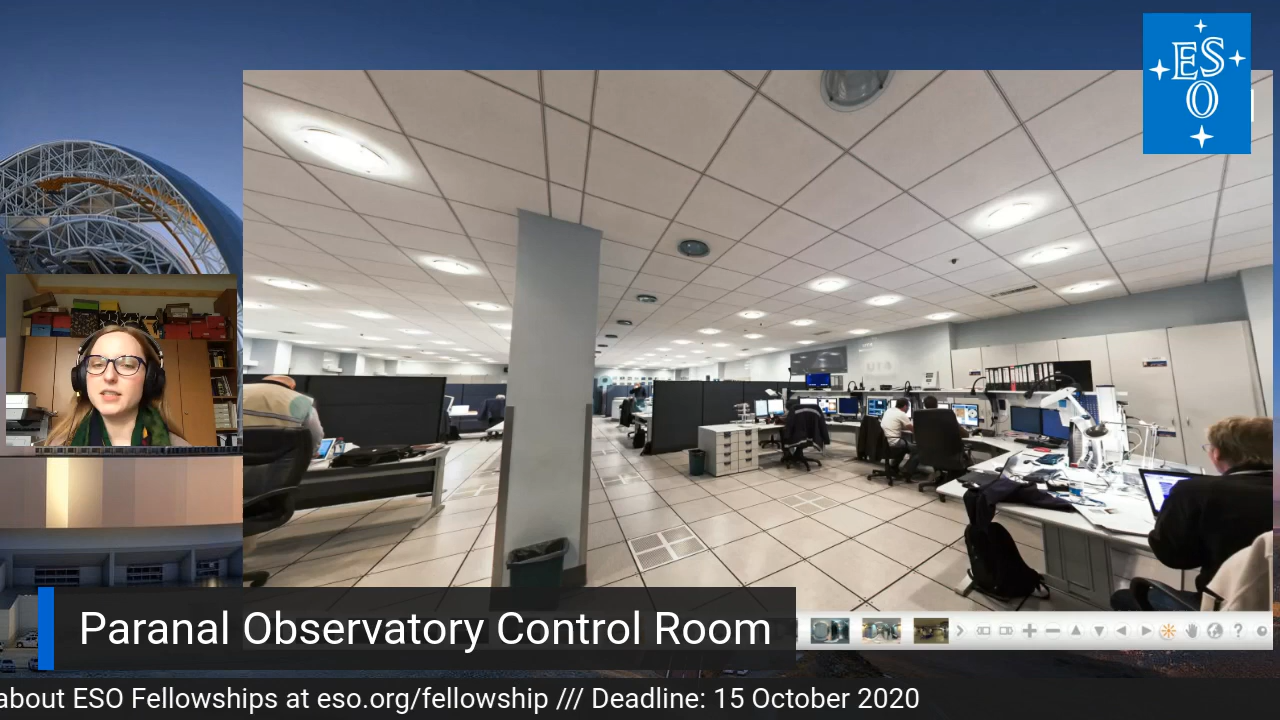 ESO
Paranal Observatory Control Room
about ESO Fellowships at eso.org/fellowship /// Deadline: 15 October 2020